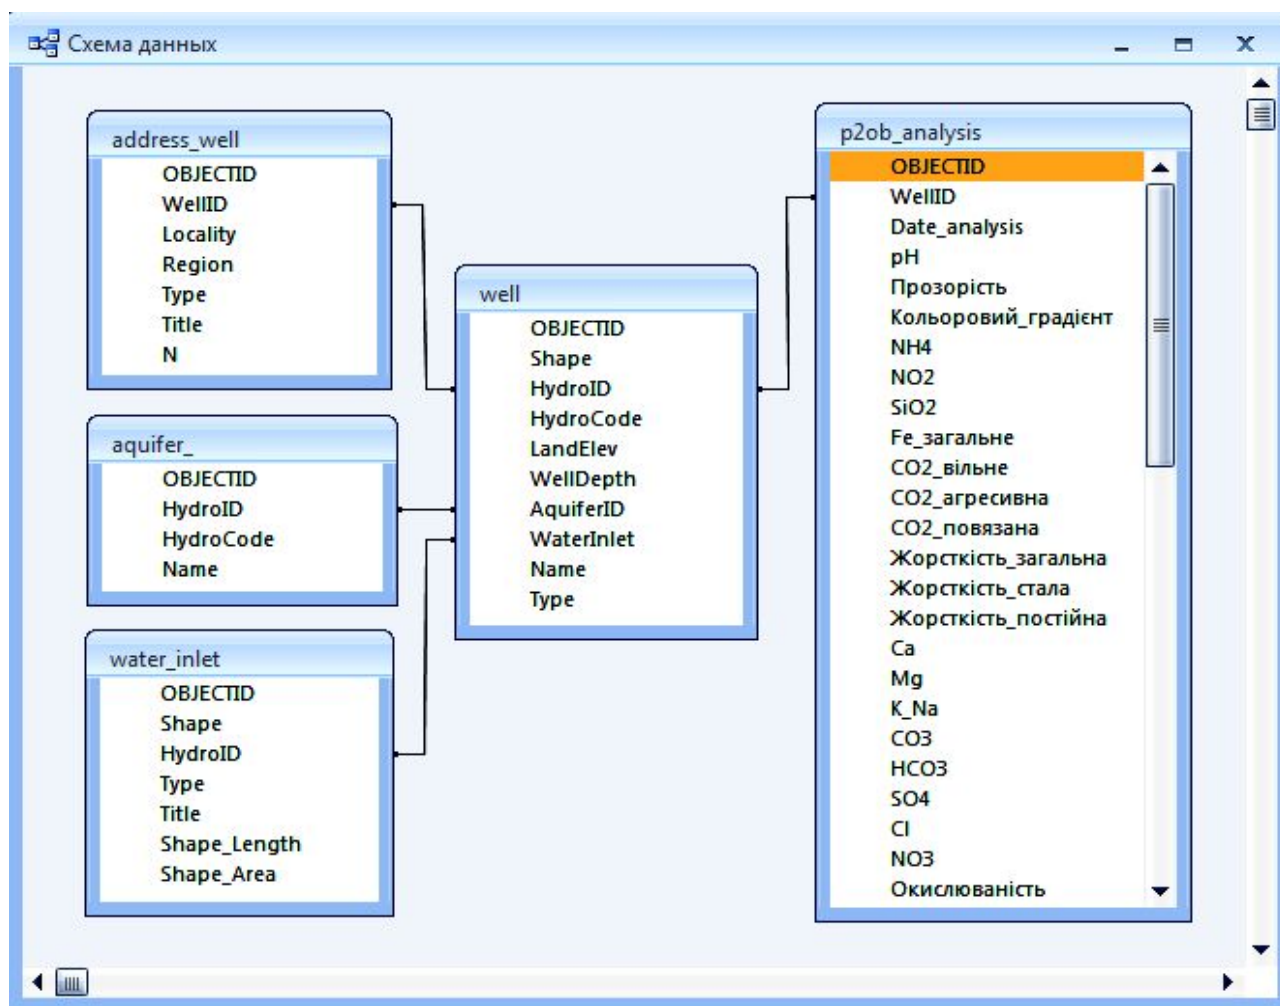 Схема данных
address_well
OBJECTID
WellID
Locality
Region
Type
Title
N
aquifer_
OBJECTID
HydroID
HydroCode
Name
water_inlet
OBJECTID
Shape
HydroID
Type
Title
Shape_Length
Shape_Area
well
OBJECTID
Shape
HydroID
HydroCode
LandElev
WellDepth
AquiferID
WaterInlet
Name
Type
p2ob_analysis
OBJECTID
WellID
Date_analysis
pH
Прозорість
Кольоровий_градієнт
NH4
NO2
SiO2
Fe_загальне
CO2_вільне
CO2_агресивна
CO2_повязана
Жорсткість_загальна
Жорсткість_стала
Жорсткість_постійна
Ca
Mg
K_Na
CO3
HCO3
SO4
Cl
NO3
Окислюваність